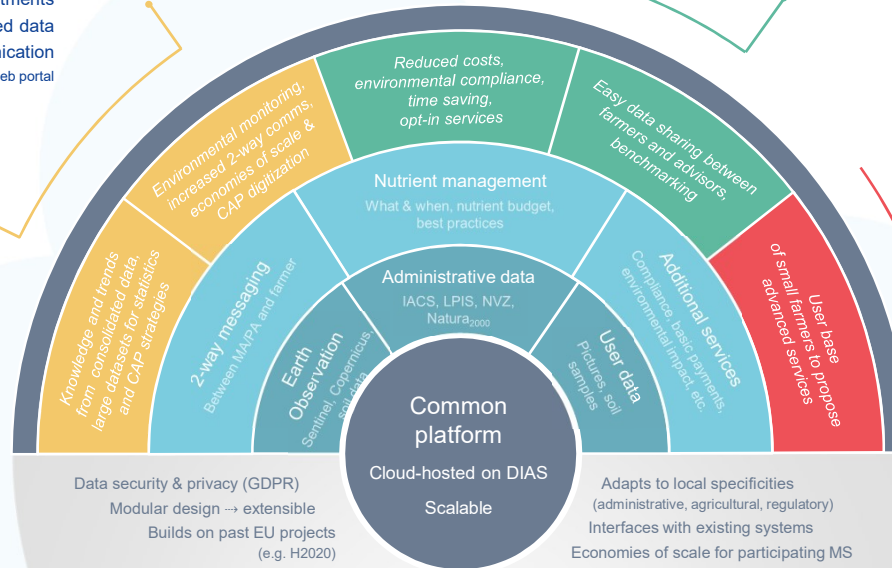 ed data
eb portal
Reduced costs,
environmental compliance,
time saving,
opt-in services
Environmental monitoring,
increased 2-way comms,
economies of scale &
CAP digitization
Easy data sharing between
farmers and advisors,
benchmarking
Knowledge and trends
from consolidated data,
large datasets for statistics
and CAP strategies
User base
of small farmers to propose
advanced services
Nutrient management
What & when, nutrient budget,
best practices
2-way messaging
Between MAPA and farmer
Additional services
Compliance, basic payments,
environmental impact, etc.
Administrative data
IACS, LPIS, NVZ,
Natura2000
Earth
Observation
Sentinel, Copernicus,
soil data
User data
Pictures, soil
samples
Common
platform
Cloud-hosted on DIAS
Scalable
Data security & privacy (GDPR)
Modular design ⤏ extensible
Builds on past EU projects
(e.g. H2020)
Adapts to local specificities
(administrative, agricultural, regulatory)
Interfaces with existing systems
Economies of scale for participating MS